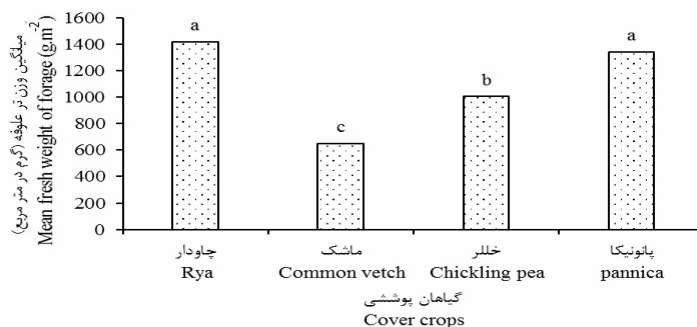 میلگین وزن تر علوفه (گرم در متر مربع)
Mean fresh weight of forage (g.m-2)
1600
1400
1200
1000
800
600
400
200
0
a
c
b
a
چاودار
ماشک
خللر
پانونیکا
Rya
Common vetch
Chickling pea
pannica
گیاهان پوششی
Cover crops